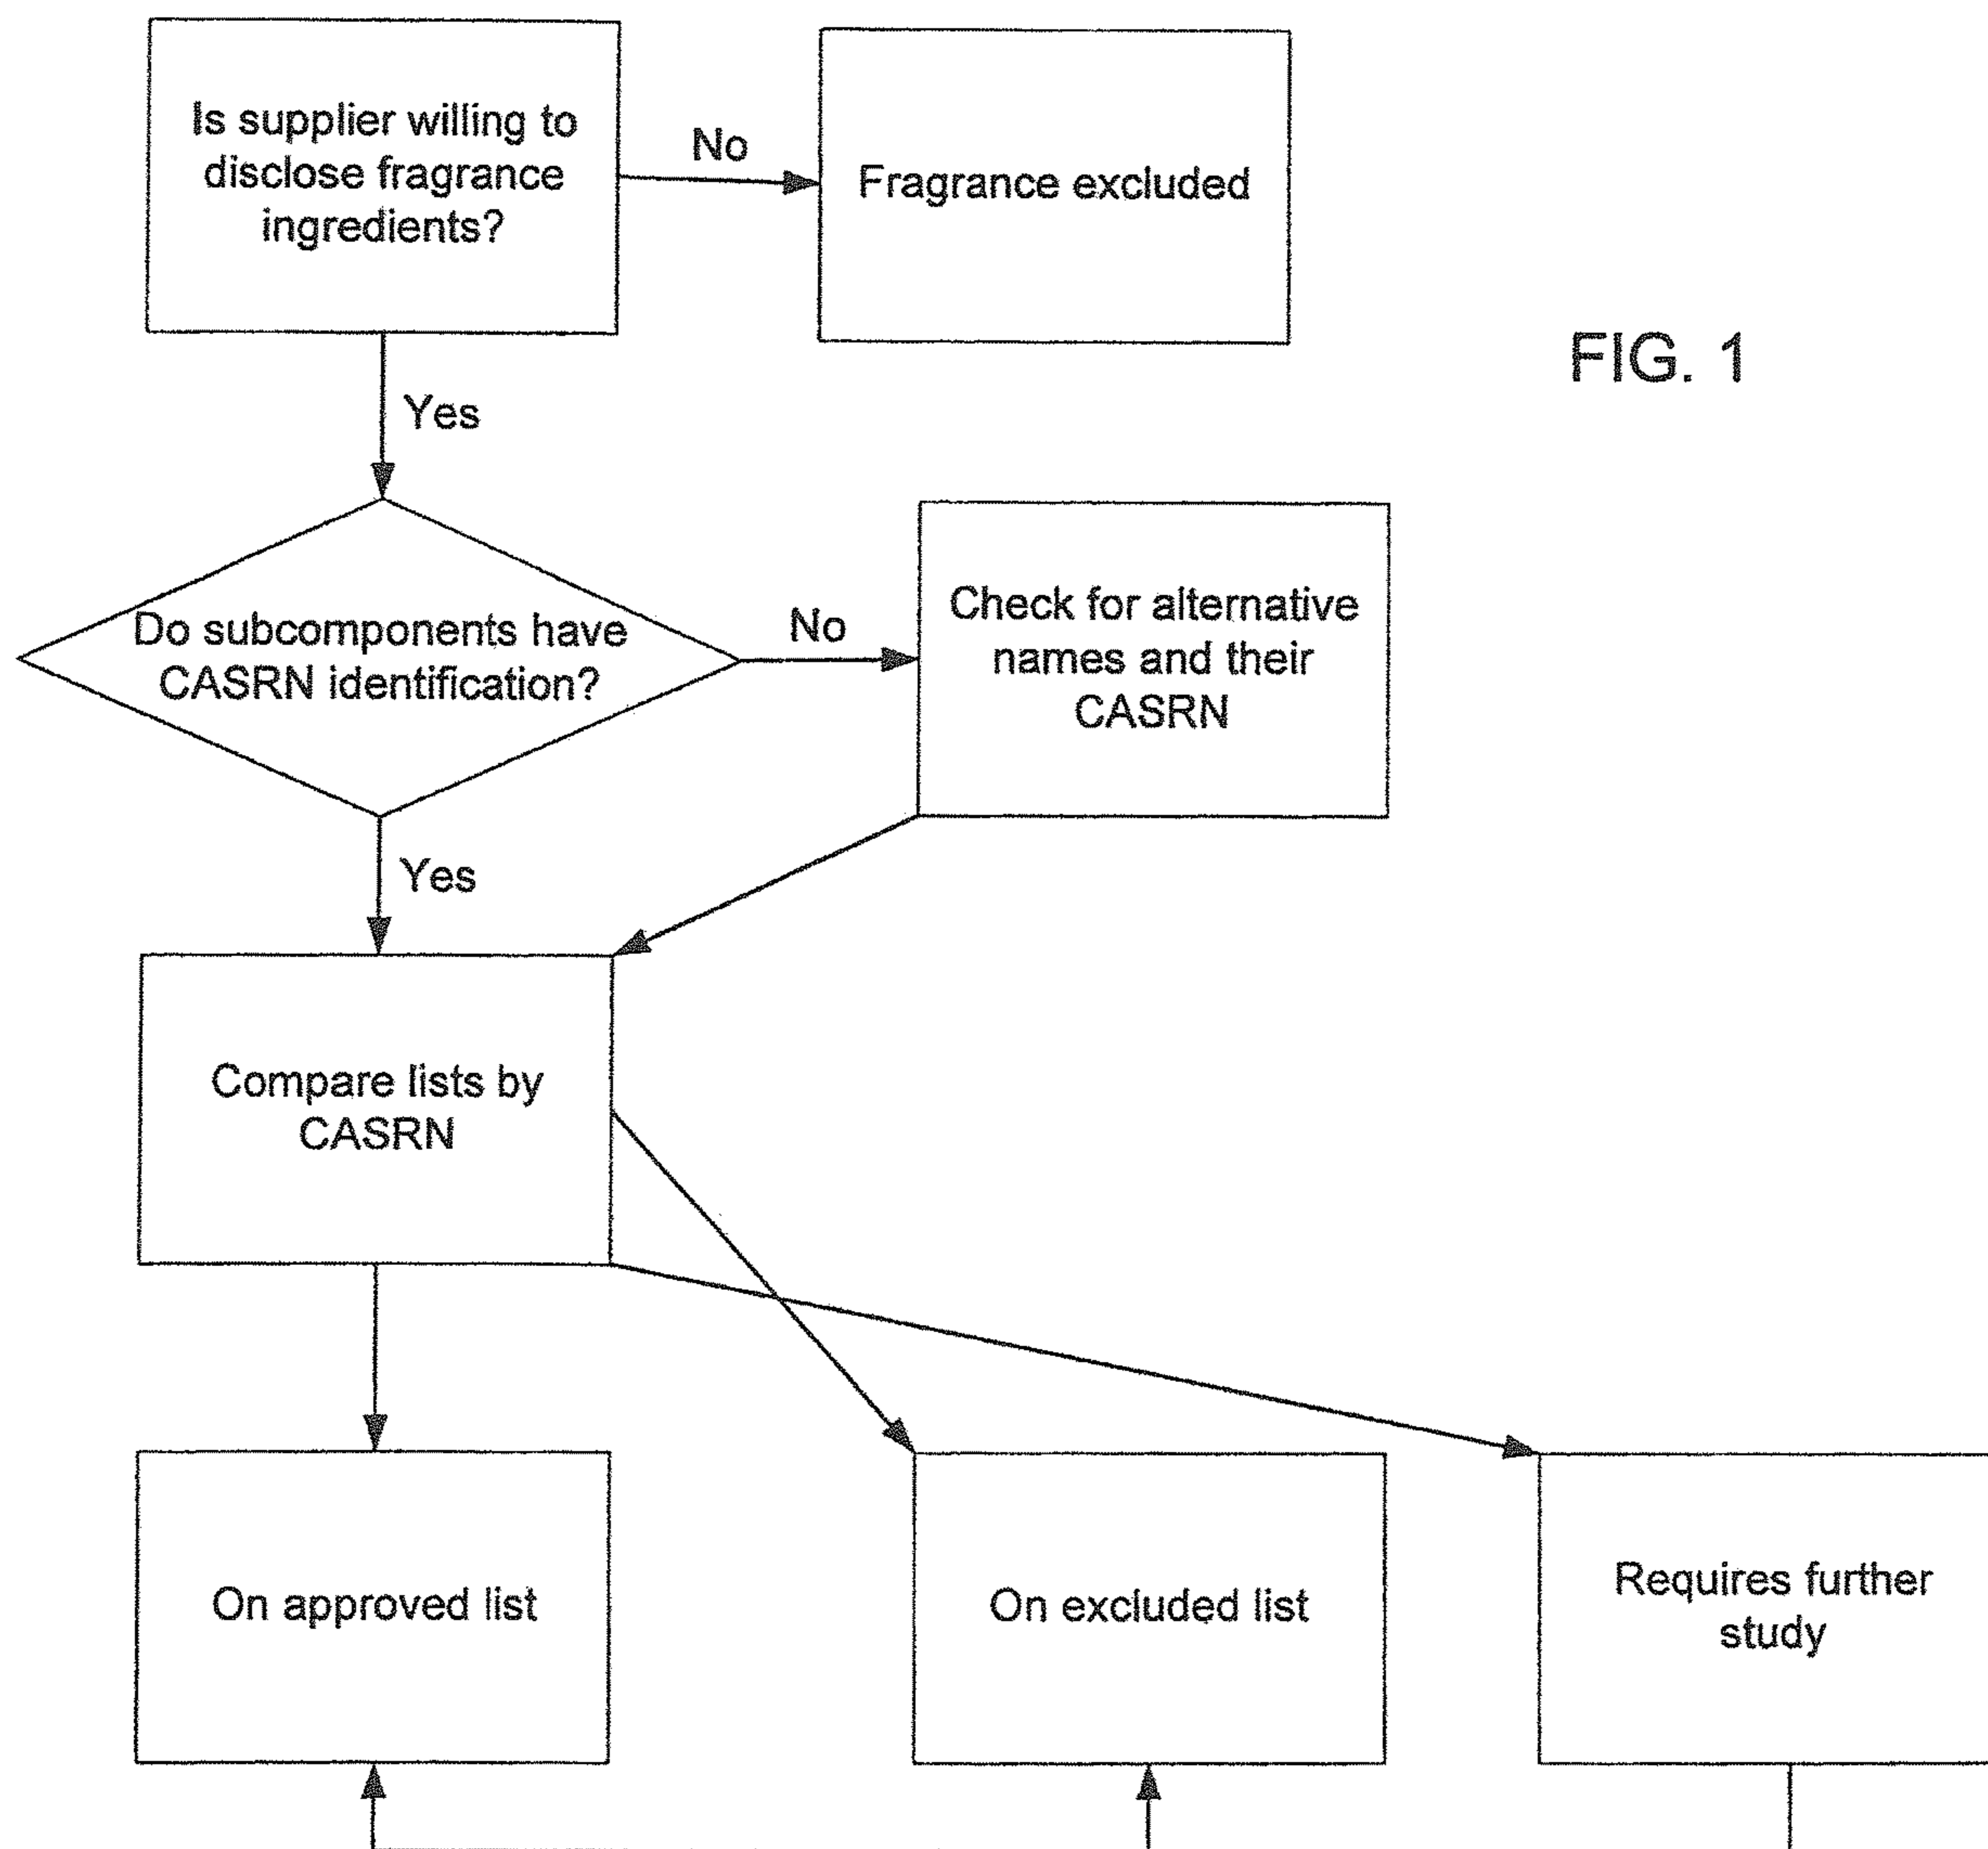 Is supplier willing to
disclose fragrance
ingredients?
No
Fragrance excluded
FIG. 1
Yes
Do subcomponents have
CASRN identification?
No
Check for alternative
names and their
CASRN
Yes
Compare lists by
CASRN
On approved list
On excluded list
Requires further
study